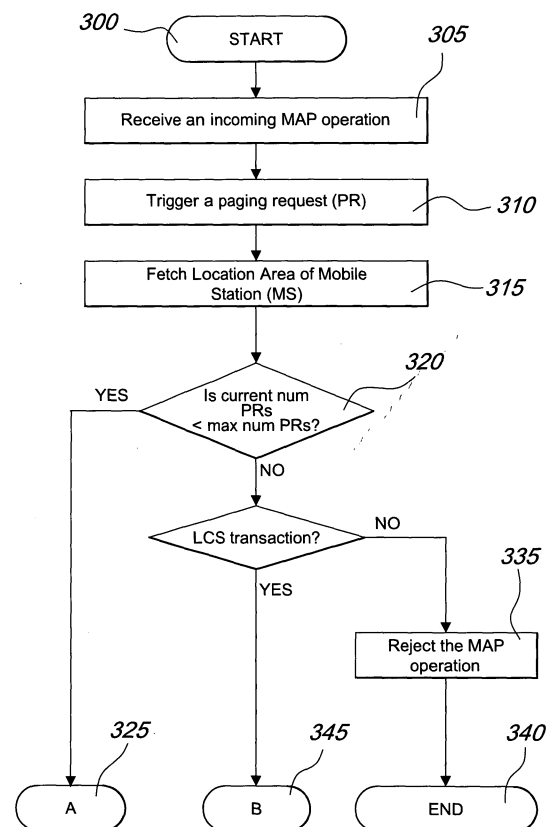 300
START
305
Receive an incoming MAP operation
Trigger a paging request (PR)
310
Fetch Location Area of Mobile
Station (MS)
315
320
YES
Is current num
PRs
< max num PRs?
NO
LCS transaction?
NO
YES
335
Reject the MAP
operation
325
345
340
A
B
END